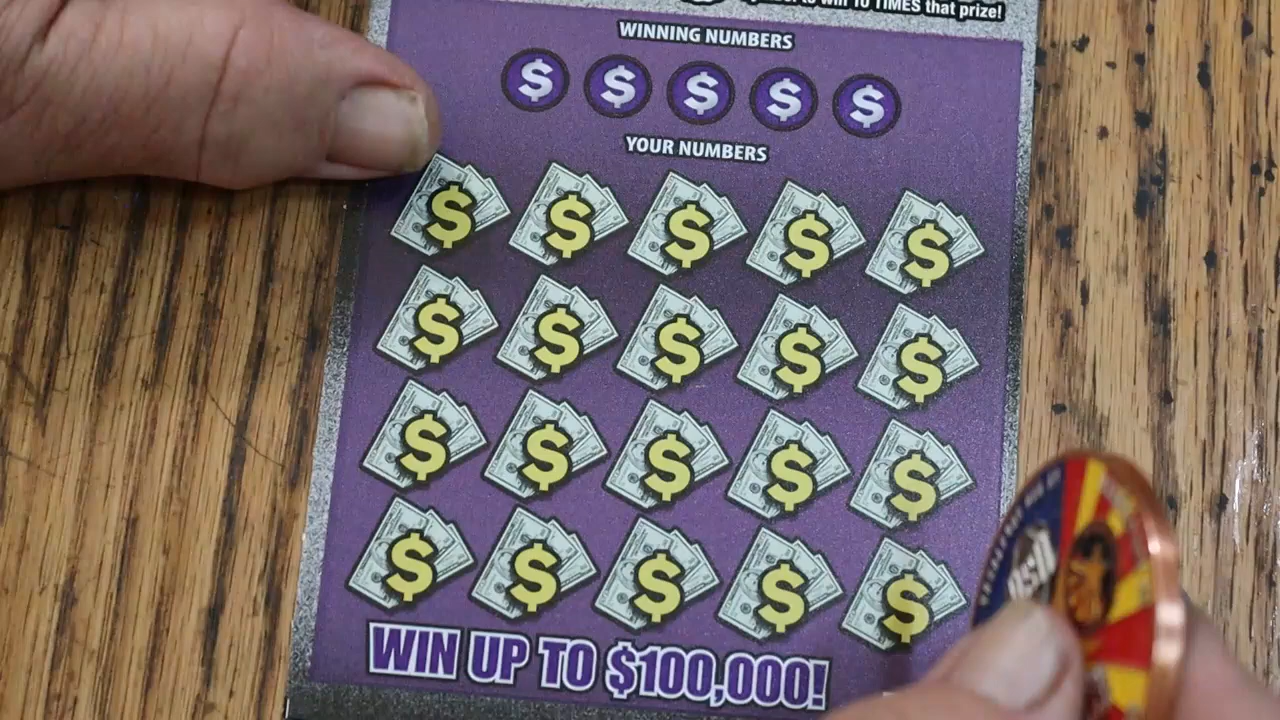 to win 10 TIMES that prize!
WINNING NUMBERS
$ $ $ $ $
YOUR NUMBERS
$ $ $ $ $
$ $ $ $ $
$ $ $ $ $
$ $ $ $ $
WIN UP TO $100,000!